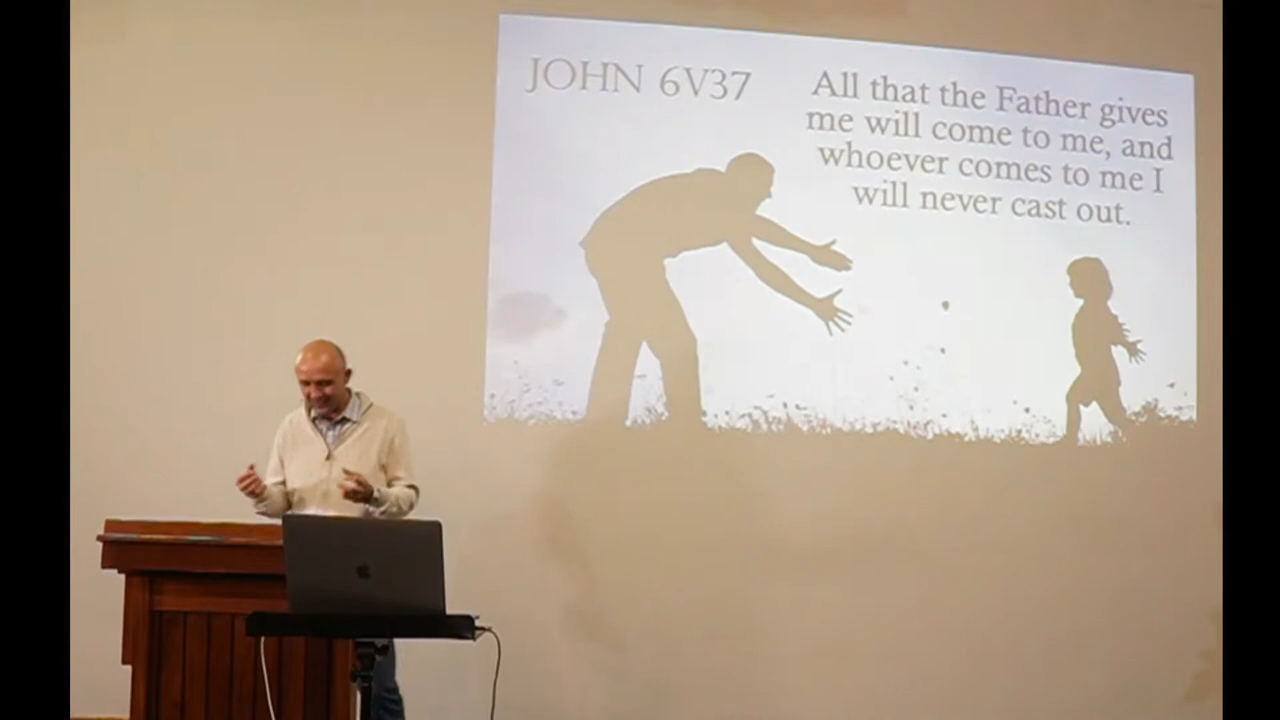 JOHN 6V37
All that the Father gives
me will come to me, and
whoever comes to me I
will never cast out.